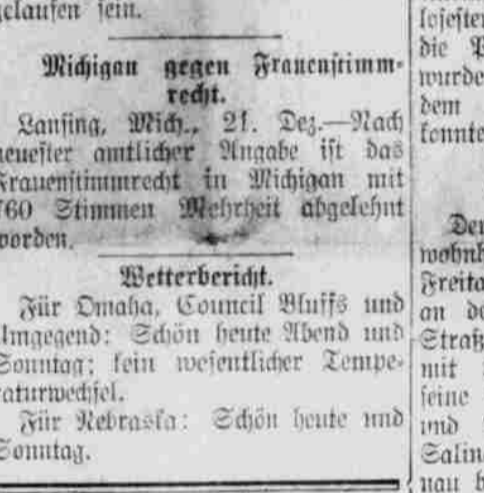 gelaufen sein.
Michigan gegen Frauenstimm-
recht.
Lansing, Mich., 21. Dez.—Nach
neuester amtlicher Angabe ist das
Frauenstimmrecht in Michigan mit
760 Stimmen Mehrheit abgelehnt
worden.
Wetterbericht.
Für Omaha, Council Bluffs und
Umgegend: Schön heute Abend und
Sonntag; kein wesentlicher Tempe-
raturwechsel.
Für Nebraska: Schön heute und
Sonntag.
die P
wurde
dem
konnte
De
wohnh
Freita
an de
Straß
mit
seine
und
Salin
nau b